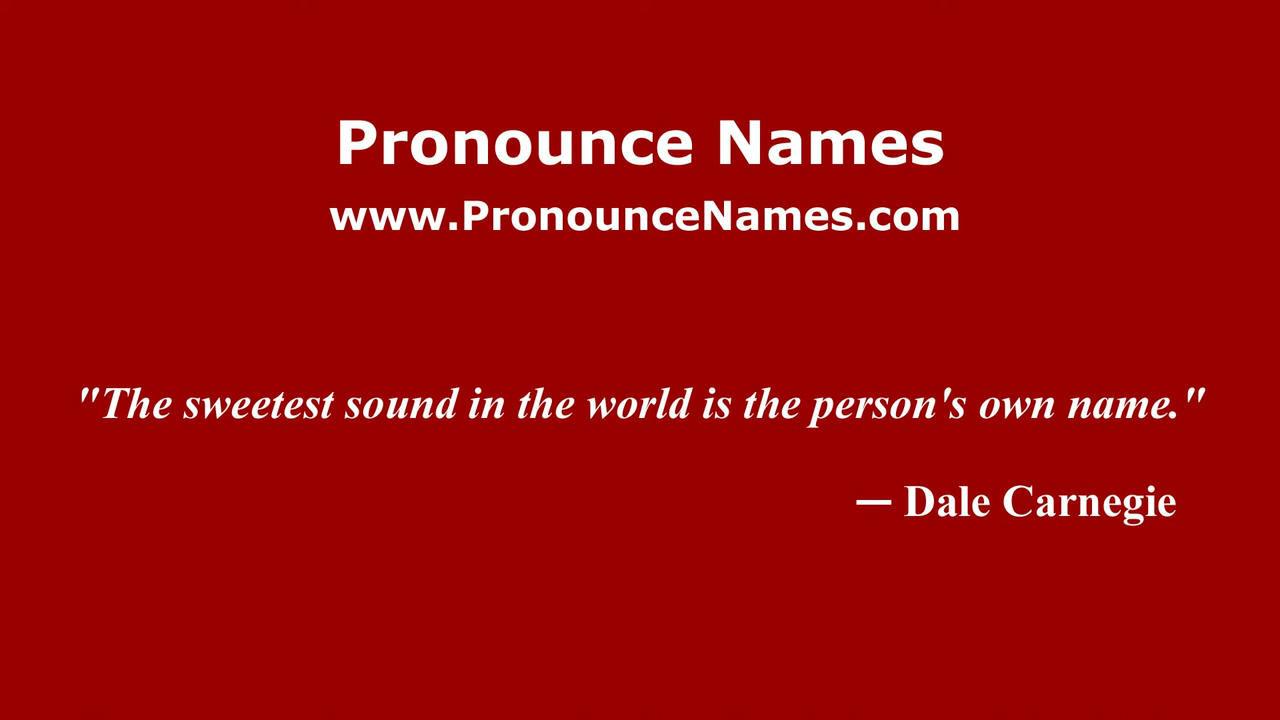 Pronounce Names
www.PronounceNames.com
"The sweetest sound in the world is the person's own name."
— Dale Carnegie